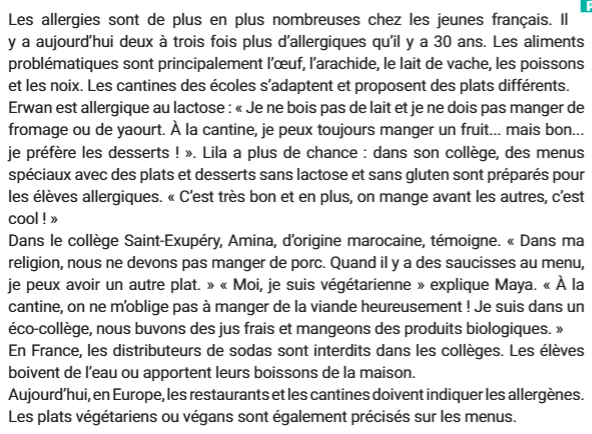 Les allergies sont de plus en plus nombreuses chez les jeunes français. Il
y a aujourd'hui deux à trois fois plus d'allergiques qu'il y a 30 ans. Les aliments
problématiques sont principalement l'œuf, l'arachide, le lait de vache, les poissons
et les noix. Les cantines des écoles s'adaptent et proposent des plats différents.
Erwan est allergique au lactose : « Je ne bois pas de lait et je ne dois pas manger de
fromage ou de yaourt. À la cantine, je peux toujours manger un fruit... mais bon...
je préfère les desserts ! ». Lila a plus de chance : dans son collège, des menus
spéciaux avec des plats et desserts sans lactose et sans gluten sont préparés pour
les élèves allergiques. « C'est très bon et en plus, on mange avant les autres, c'est
cool ! »
Dans le collège Saint-Exupéry, Amina, d'origine marocaine, témoigne. « Dans ma
religion, nous ne devons pas manger de porc. Quand il y a des saucisses au menu,
je peux avoir un autre plat. » « Moi, je suis végétarienne » explique Maya. « À la
cantine, on ne m'oblige pas à manger de la viande heureusement ! Je suis dans un
éco-collège, nous buvons des jus frais et mangeons des produits biologiques. »
En France, les distributeurs de sodas sont interdits dans les collèges. Les élèves
boivent de l'eau ou apportent leurs boissons de la maison.
Aujourd'hui, en Europe, les restaurants et les cantines doivent indiquer les allergènes.
Les plats végétariens ou végans sont également précisés sur les menus.